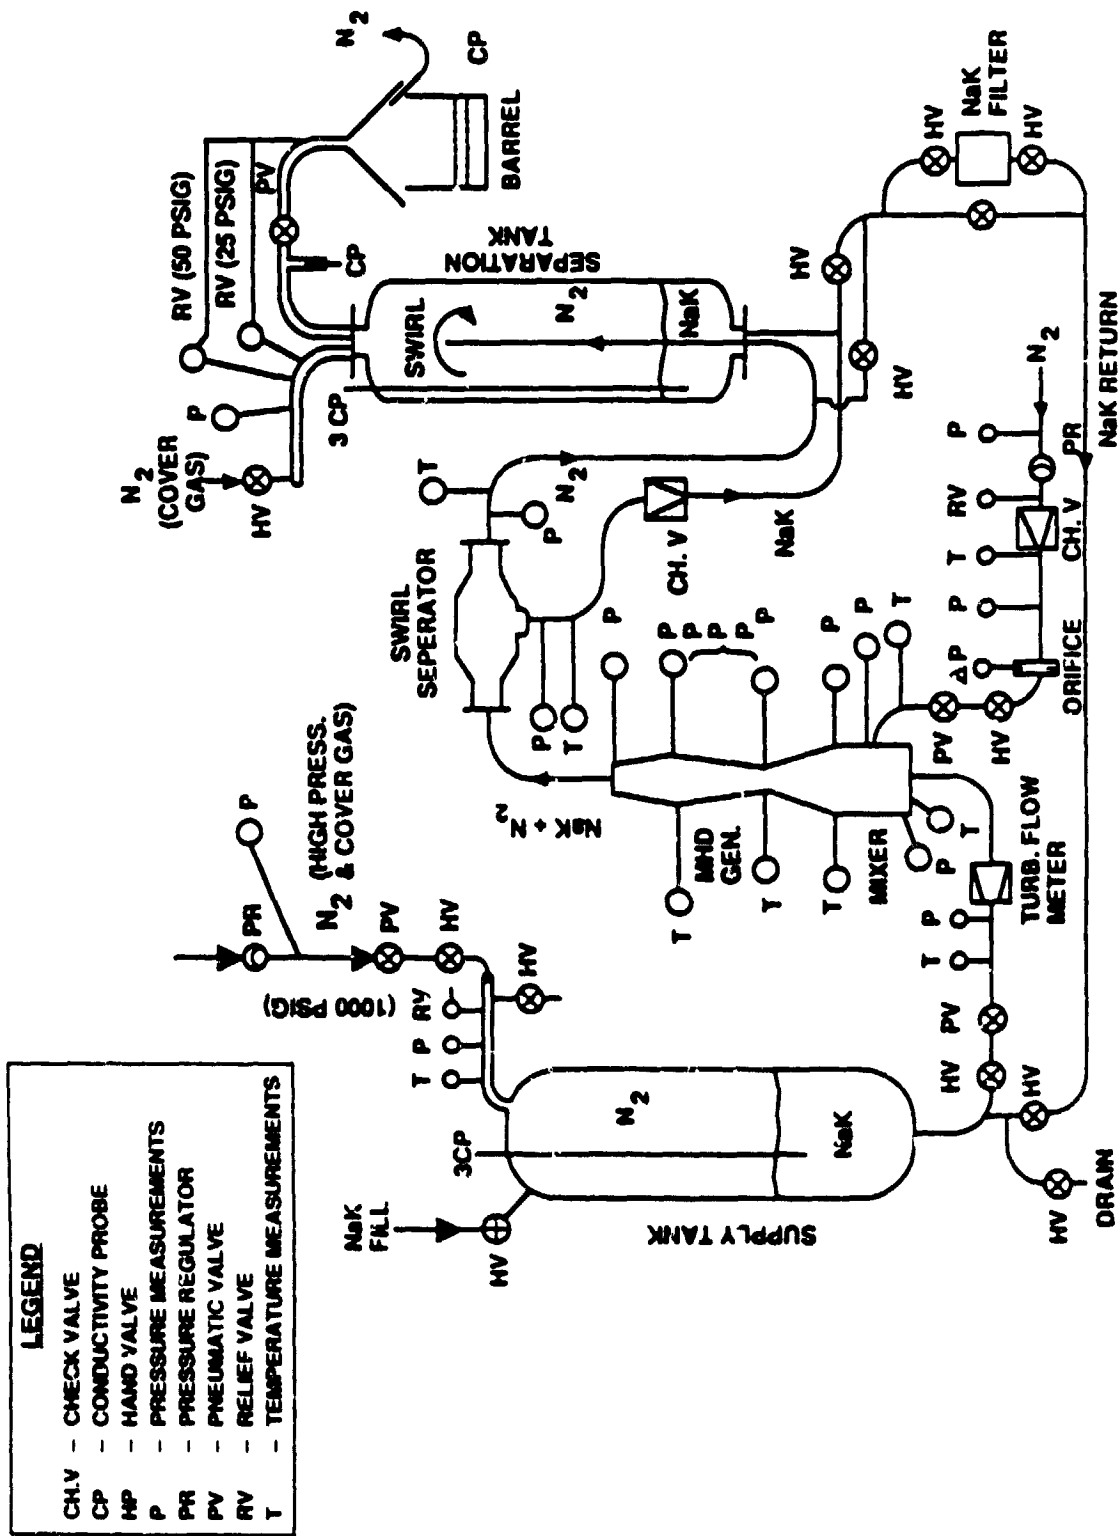 LEGEND
CH.V – CHECK VALVE
CP – CONDUCTIVITY PROBE
HP – HAND VALVE
P – PRESSURE MEASUREMENTS
PR – PRESSURE REGULATOR
PV – PNEUMATIC VALVE
RV – RELIEF VALVE
T – TEMPERATURE MEASUREMENTS
NaK
FILL
HV
3CP
N2
NaK
SUPPLY TANK
T
P
RV
HV
(1000 PSIG)
PR
P
N2 (HIGH PRESS.
& COVER GAS)
PV
HV
HV
DRAIN
HV
HV
PV
T
P
TURB. FLOW
METER
P
T
MIXER
T
T
MHD
GEN.
T
NaK + N2
P
P
P
P
P
P
P
P
T
PV
HV
ΔP
ORIFICE
P
T
RV
CH. V
PR
P
N2
NaK RETURN
SWIRL
SEPERATOR
P
T
T
P
N2
CH. V
NaK
N2
(COVER
GAS)
HV
P
3 CP
RV (50 PSIG)
RV (25 PSIG)
PV
CP
SWIRL
N2
NaK
SEPARATION
TANK
N2
CP
BARREL
HV
HV
HV
NaK
FILTER
HV